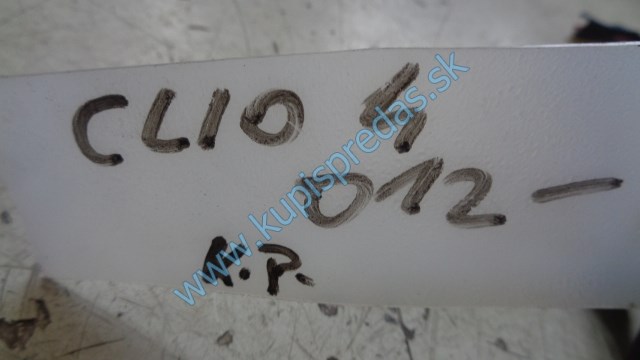 CLIO 4
012-
P.P.
www.kupispredas.sk